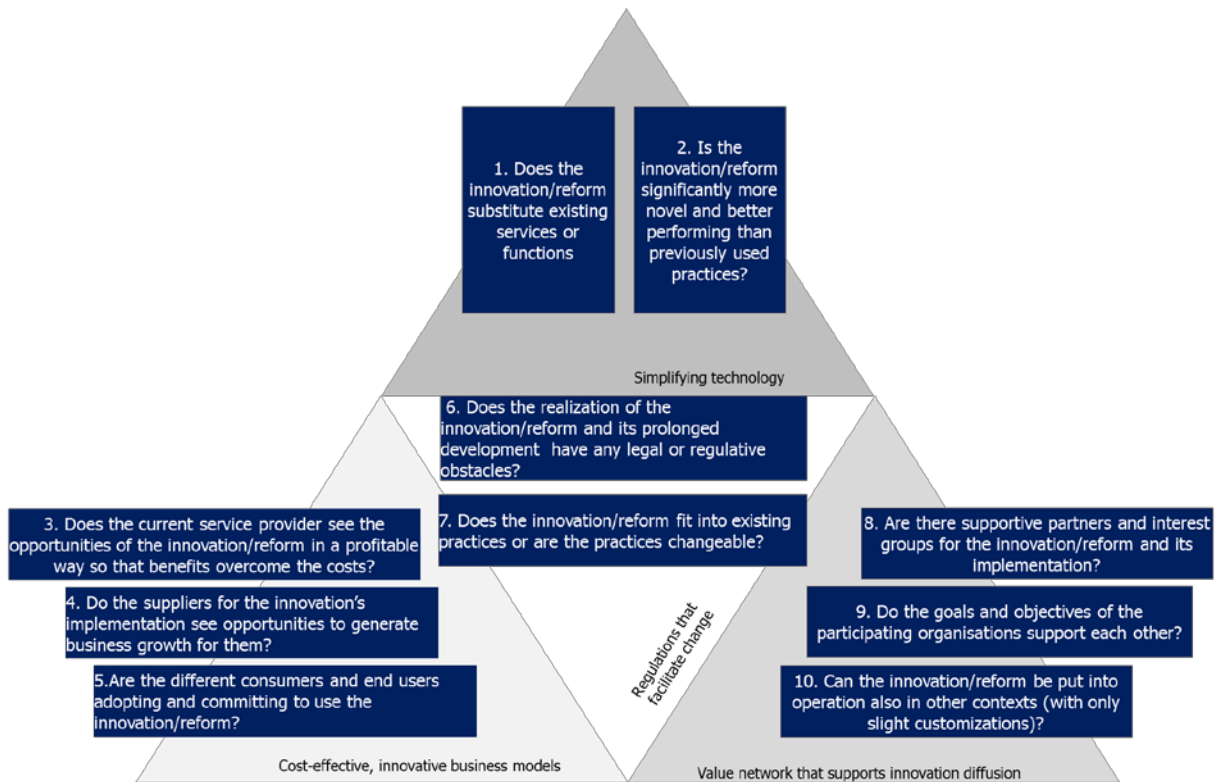 1. Does the
innovation/reform
substitute existing
services or
functions
2. Is the
innovation/reform
significantly more
novel and better
performing than
previously used
practices?
Simplifying technology
6. Does the realization of the
innovation/reform and its prolonged
development have any legal or regulative
obstacles?
7. Does the innovation/reform fit into existing
practices or are the practices changeable?
3. Does the current service provider see the
opportunities of the innovation/reform in a profitable
way so that benefits overcome the costs?
4. Do the suppliers for the innovation's
implementation see opportunities to generate
business growth for them?
5.Are the different consumers and end users
adopting and committing to use the
innovation/reform?
Cost-effective, innovative business models
Regulations that
facilitate change
8. Are there supportive partners and interest
groups for the innovation/reform and its
implementation?
9. Do the goals and objectives of the
participating organisations support each other?
10. Can the innovation/reform be put into
operation also in other contexts (with only
slight customizations)?
Value network that supports innovation diffusion